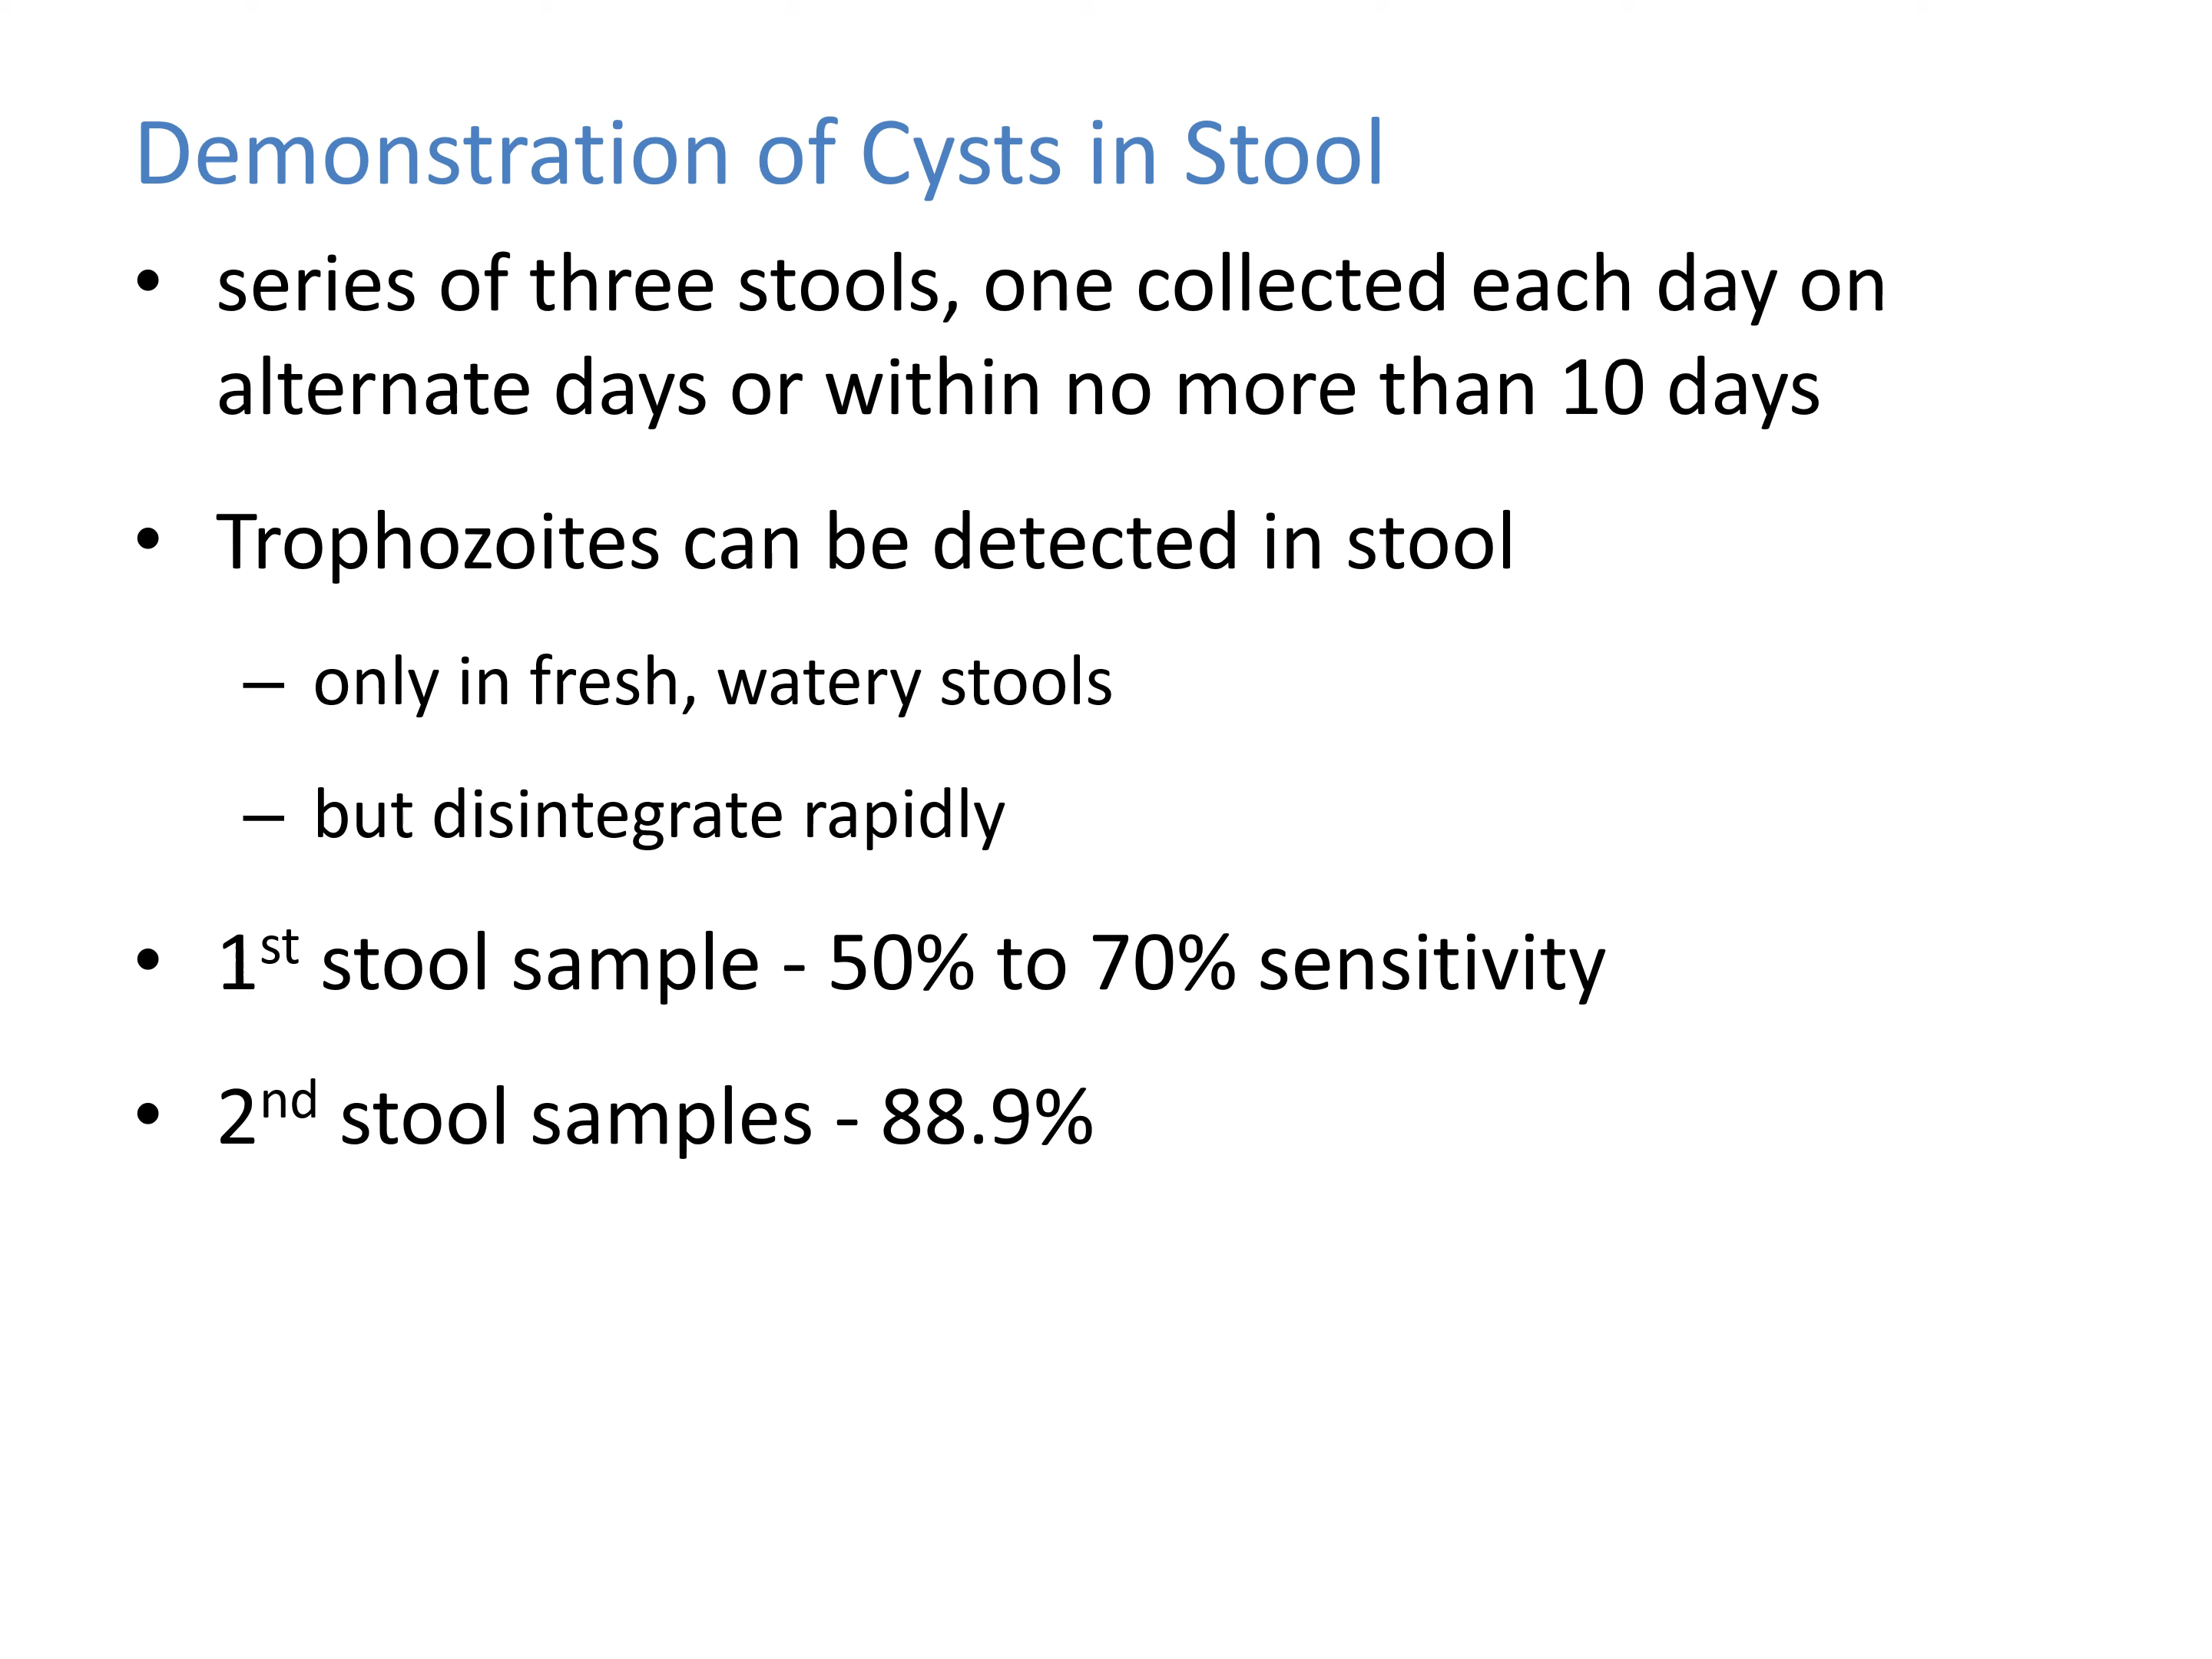 Demonstration of Cysts in Stool
• series of three stools, one collected each day on
alternate days or within no more than 10 days
• Trophozoites can be detected in stool
– only in fresh, watery stools
– but disintegrate rapidly
• 1st stool sample - 50% to 70% sensitivity
• 2nd stool samples - 88.9%